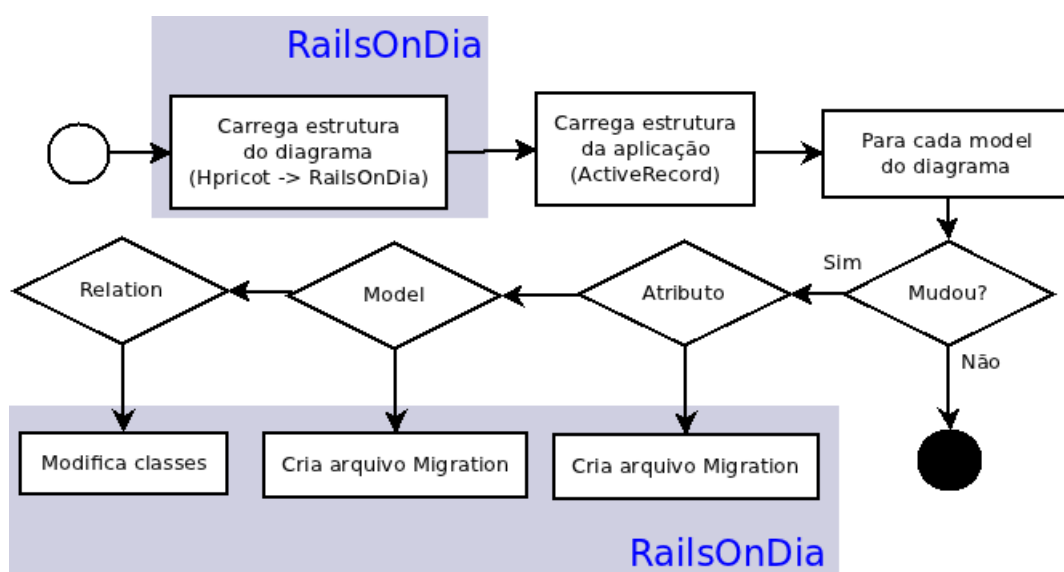 RailsOnDia
Carrega estrutura
do diagrama
(Hpricot -> RailsOnDia)
Carrega estrutura
da aplicação
(ActiveRecord)
Para cada model
do diagrama
Sim
Relation
Model
Atributo
Mudou?
Não
Modifica classes
Cria arquivo Migration
Cria arquivo Migration
RailsOnDia